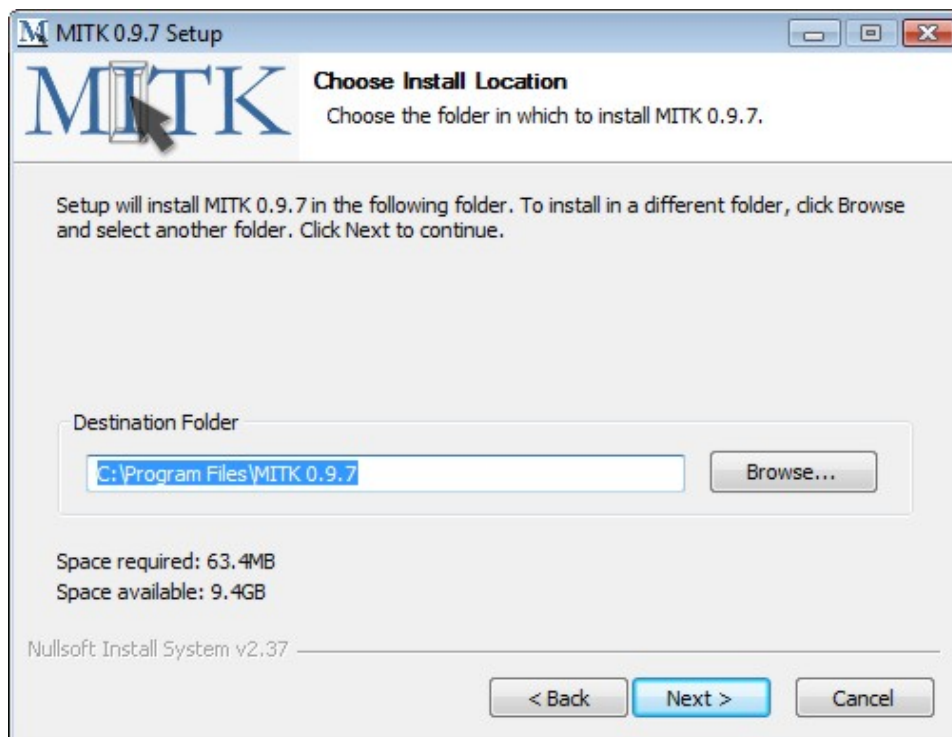 MITK 0.9.7 Setup
MITK
Choose Install Location
Choose the folder in which to install MITK 0.9.7.
Setup will install MITK 0.9.7 in the following folder. To install in a different folder, click Browse
and select another folder. Click Next to continue.
Destination Folder
C:\Program Files\MITK 0.9.7
Browse...
Space required: 63.4MB
Space available: 9.4GB
Nullsoft Install System v2.37
< Back
Next >
Cancel